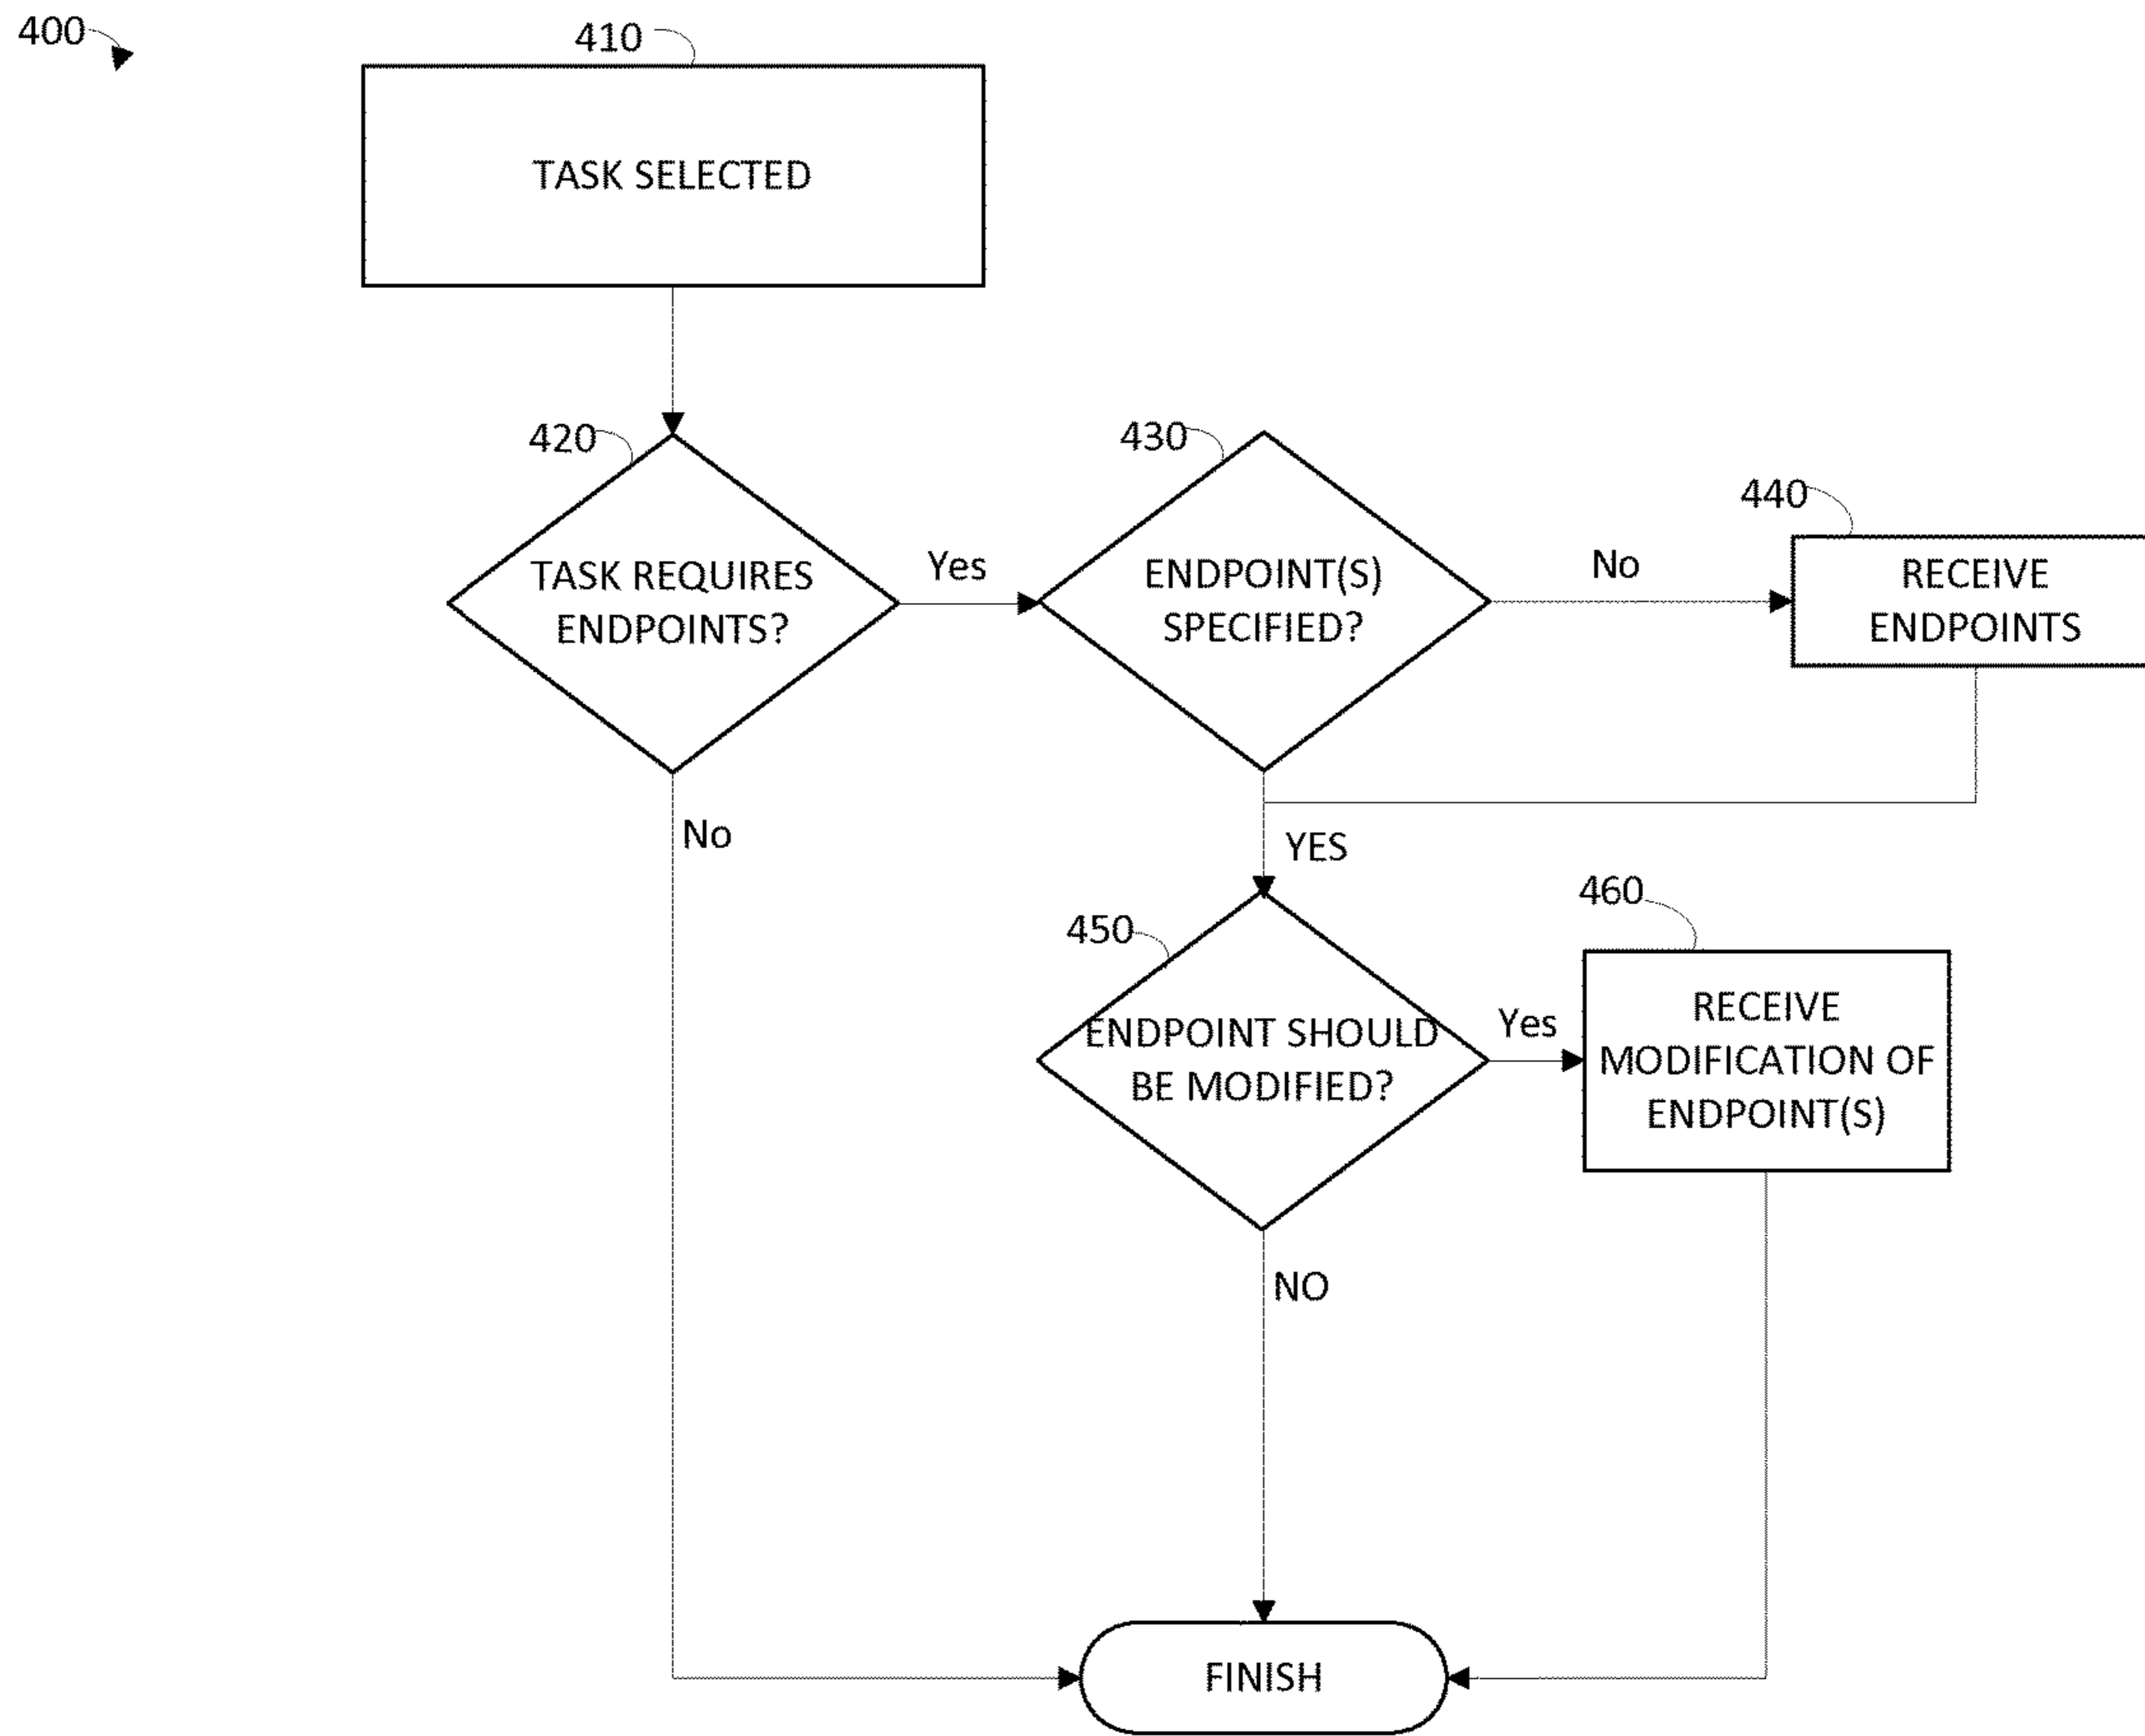 400
410
TASK SELECTED
420
TASK REQUIRES
ENDPOINTS?
Yes
430
ENDPOINT(S)
SPECIFIED?
No
440
RECEIVE
ENDPOINTS
No
YES
450
ENDPOINT SHOULD
BE MODIFIED?
Yes
460
RECEIVE
MODIFICATION OF
ENDPOINT(S)
NO
FINISH